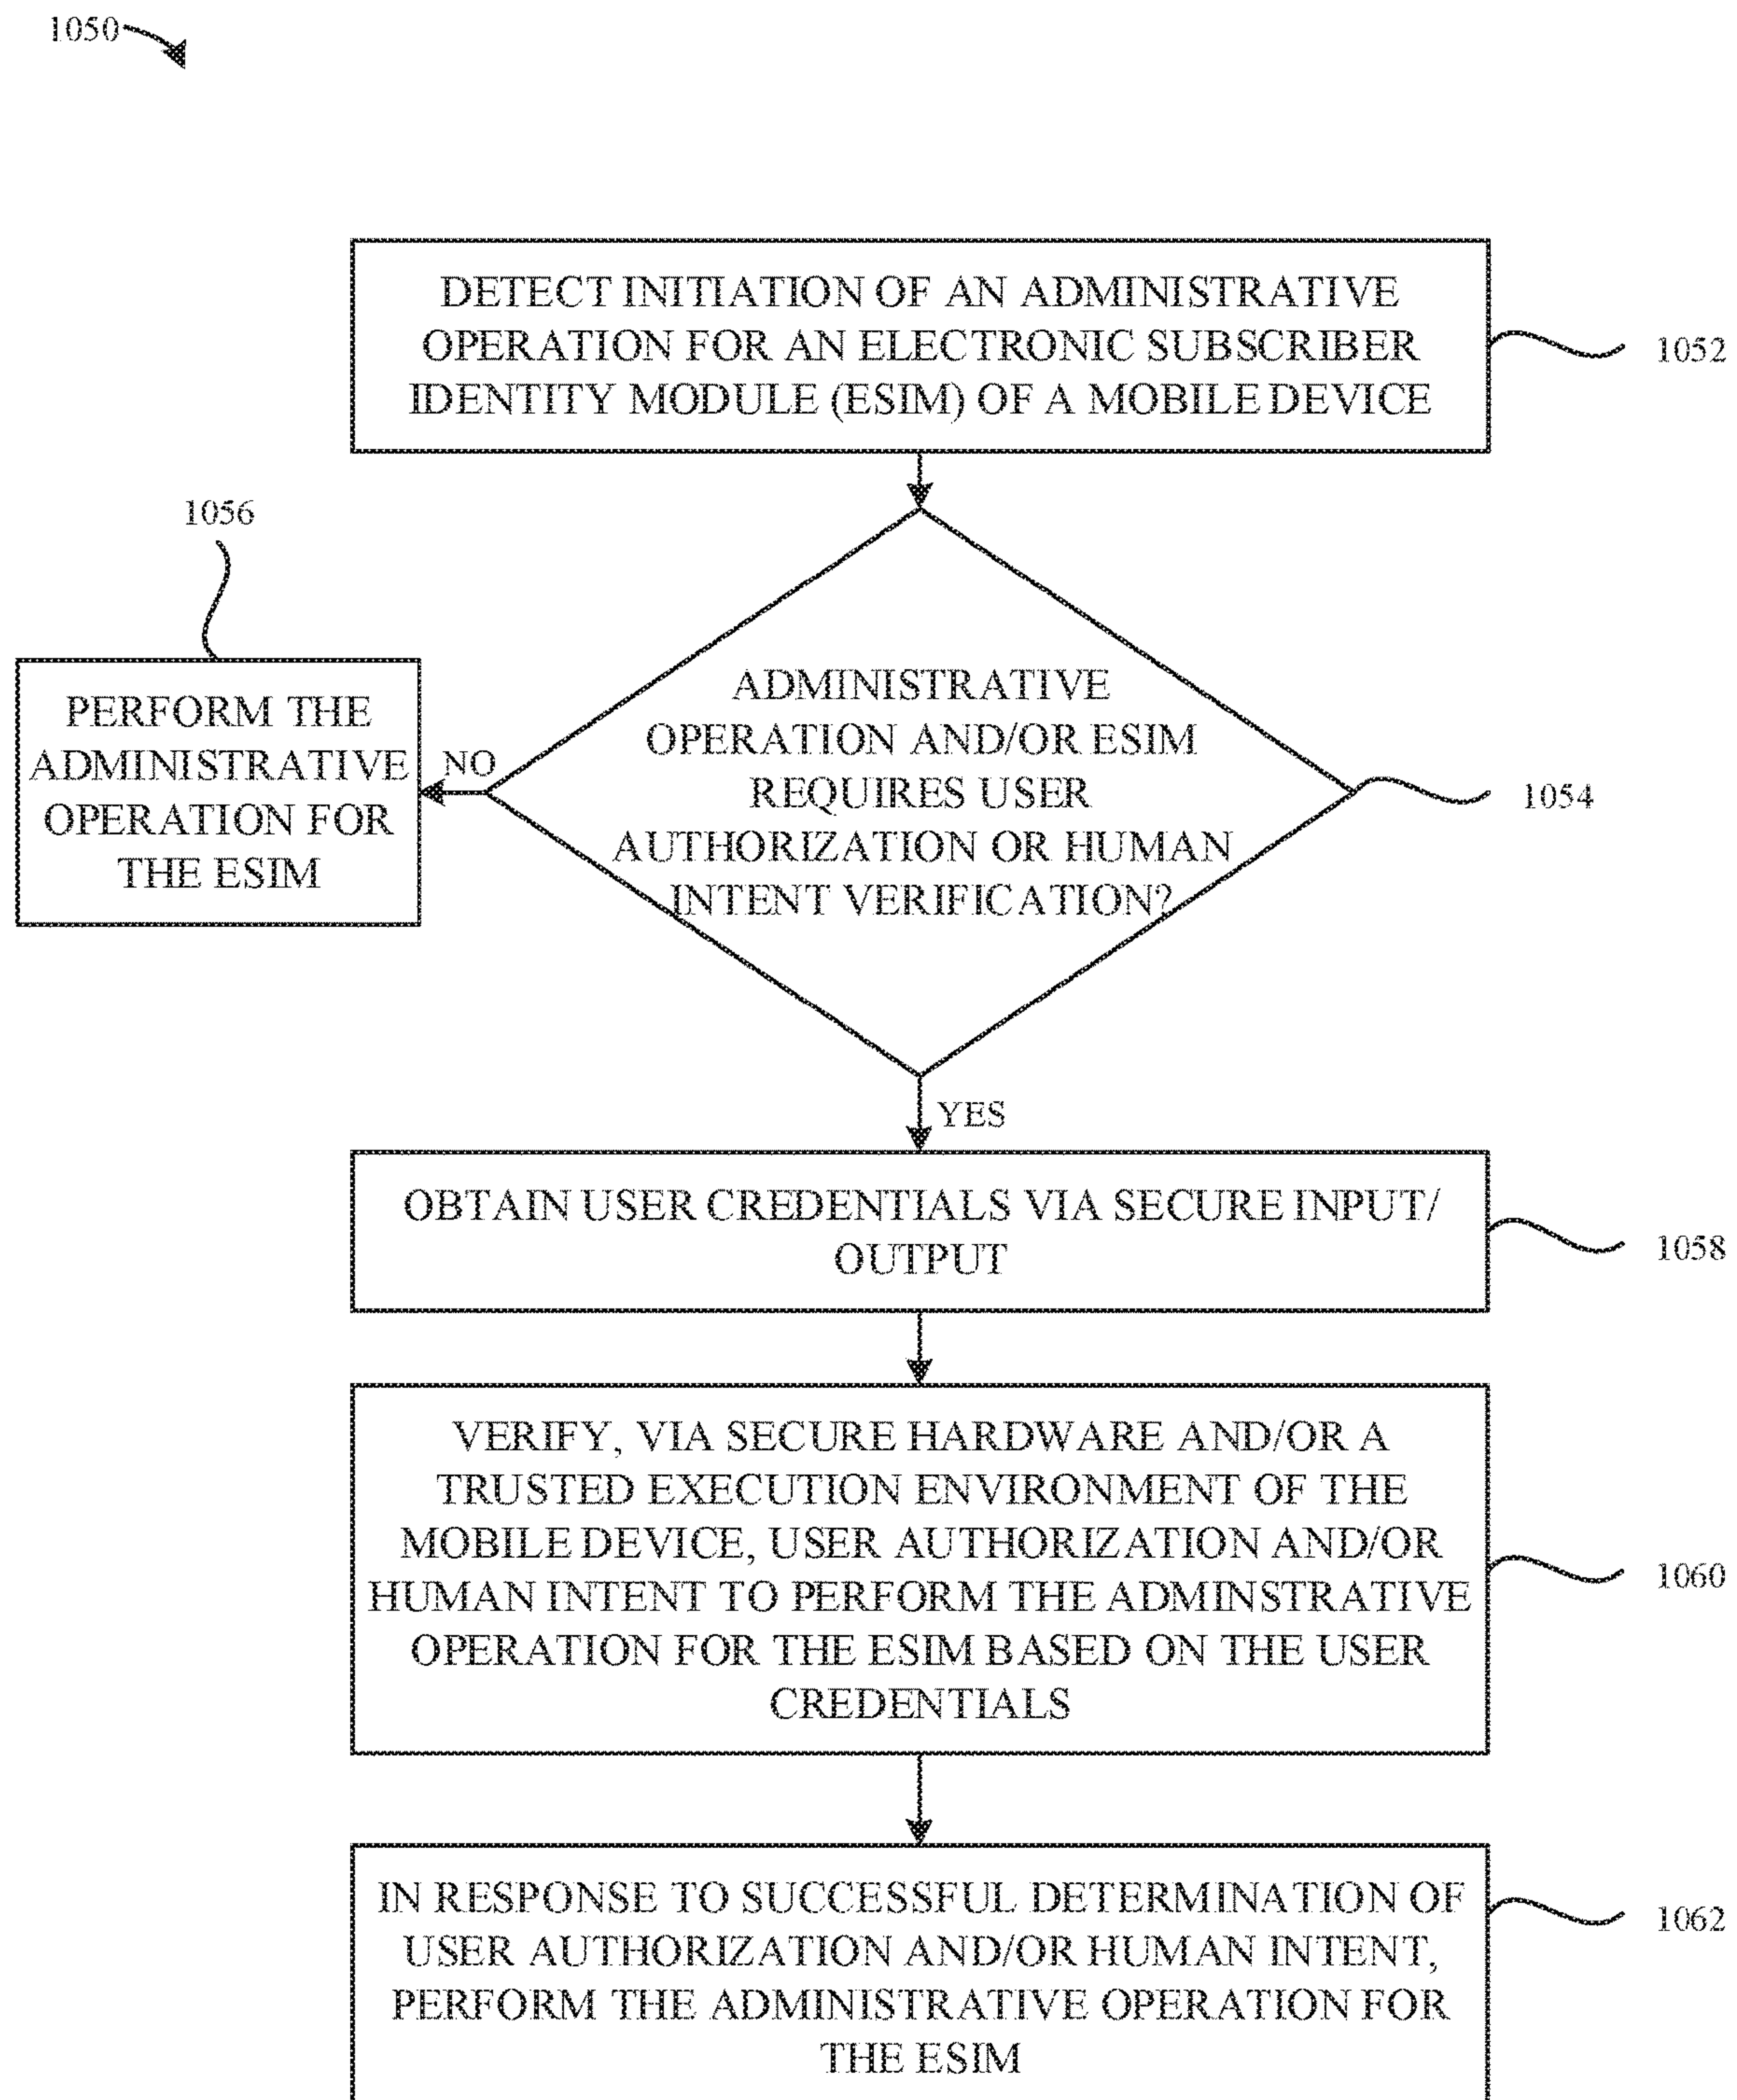 1050
DETECT INITIATION OF AN ADMINISTRATIVE
OPERATION FOR AN ELECTRONIC SUBSCRIBER
IDENTITY MODULE (ESIM) OF A MOBILE DEVICE
1052
1056
PERFORM THE
ADMINISTRATIVE
OPERATION FOR
THE ESIM
NO
ADMINISTRATIVE
OPERATION AND/OR ESIM
REQUIRES USER
AUTHORIZATION OR HUMAN
INTENT VERIFICATION?
1054
YES
OBTAIN USER CREDENTIALS VIA SECURE INPUT/
OUTPUT
1058
VERIFY, VIA SECURE HARDWARE AND/OR A
TRUSTED EXECUTION ENVIRONMENT OF THE
MOBILE DEVICE, USER AUTHORIZATION AND/OR
HUMAN INTENT TO PERFORM THE ADMINSTRATIVE
OPERATION FOR THE ESIM BASED ON THE USER
CREDENTIALS
1060
IN RESPONSE TO SUCCESSFUL DETERMINATION OF
USER AUTHORIZATION AND/OR HUMAN INTENT,
PERFORM THE ADMINISTRATIVE OPERATION FOR
THE ESIM
1062